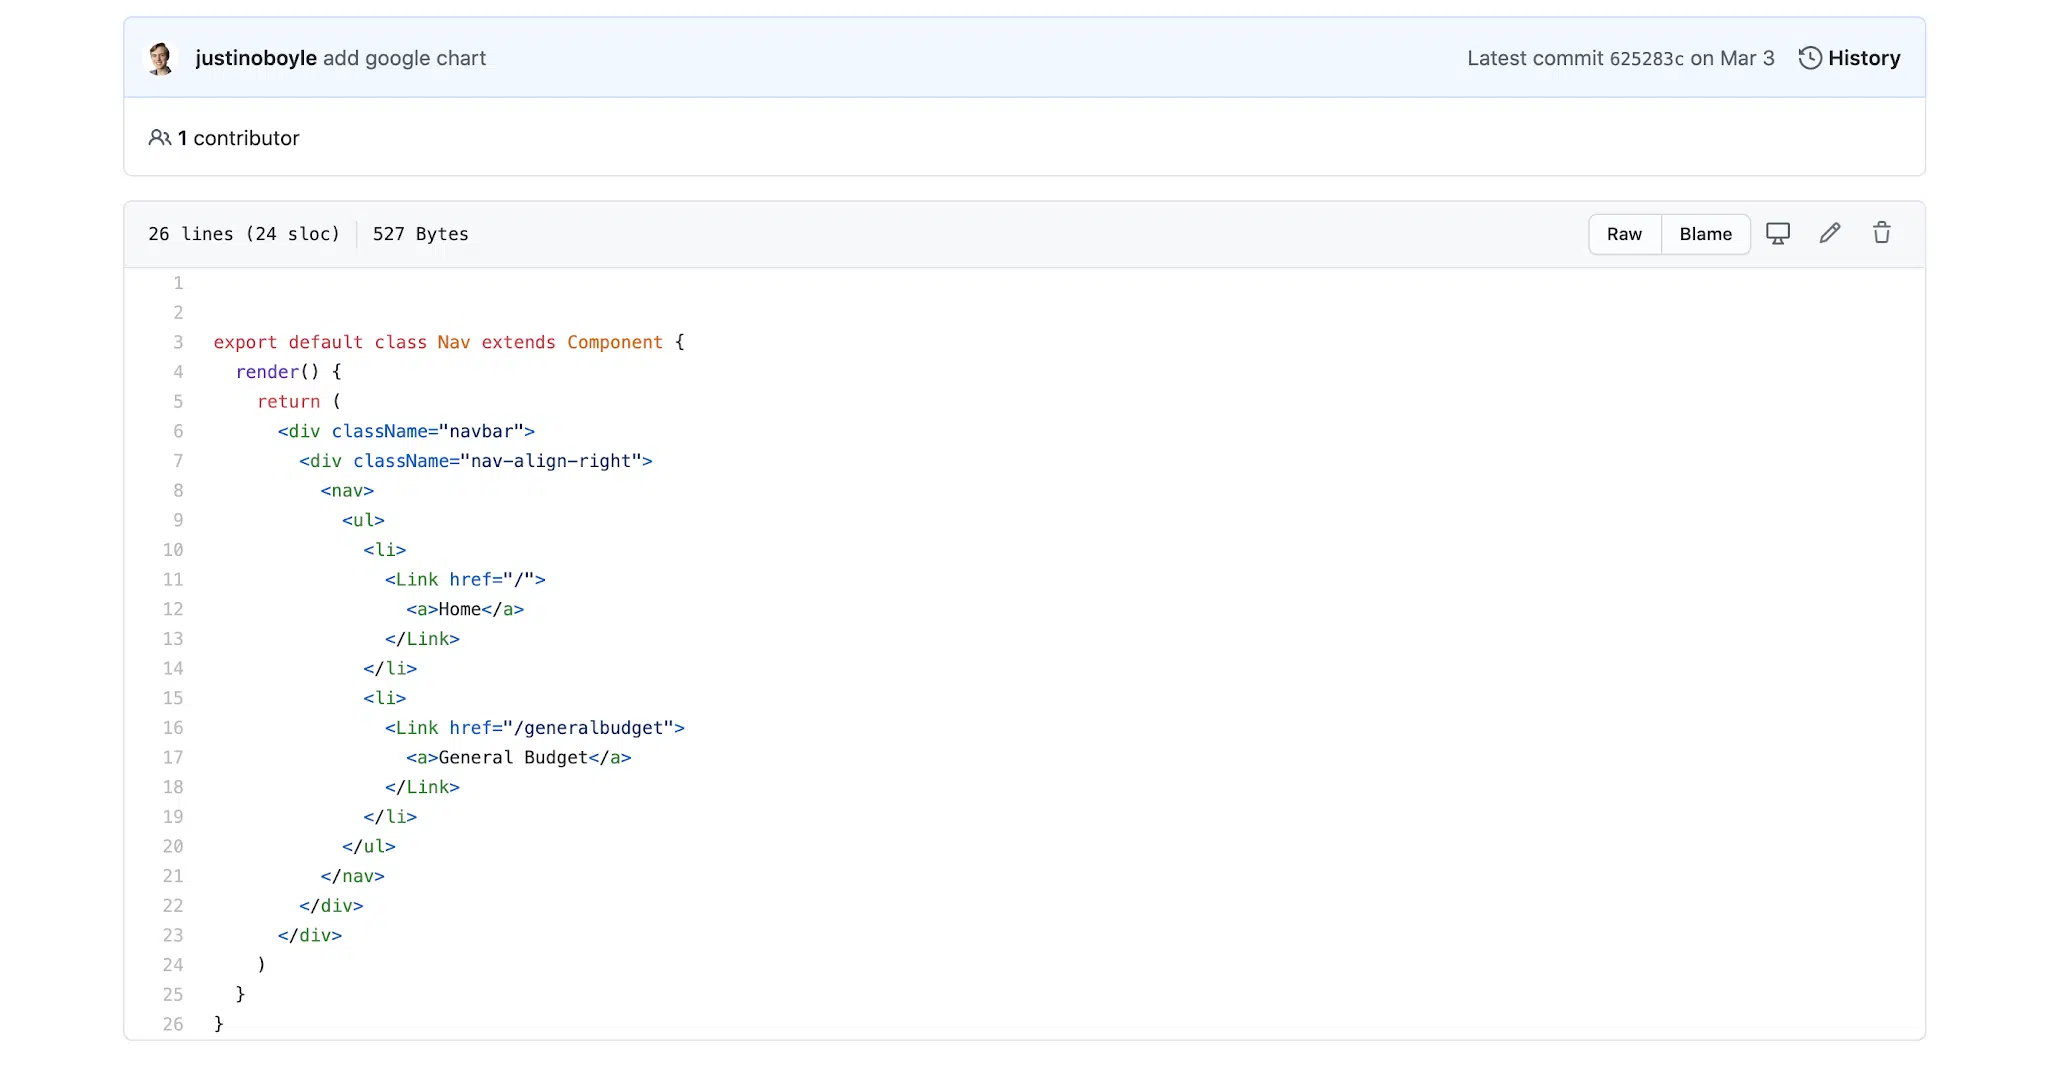 justinoboyle add google chart
Latest commit 625283c on Mar 3 History
1 contributor
26 lines (24 sloc) 527 Bytes
Raw Blame
1
2
3 export default class Nav extends Component {
4   render() {
5     return (
6       <div className="navbar">
7         <div className="nav-align-right">
8           <nav>
9             <ul>
10               <li>
11                 <Link href="/">
12                   <a>Home</a>
13                 </Link>
14               </li>
15               <li>
16                 <Link href="/generalbudget">
17                   <a>General Budget</a>
18                 </Link>
19               </li>
20             </ul>
21           </nav>
22         </div>
23       </div>
24     )
25   }
26 }